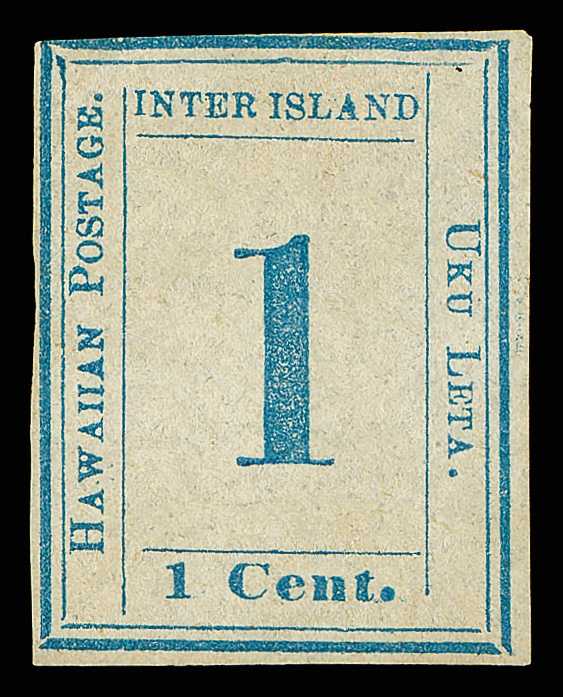 INTER ISLAND
HAWAIIAN POSTAGE.
1
UKU LETA.
1 Cent.